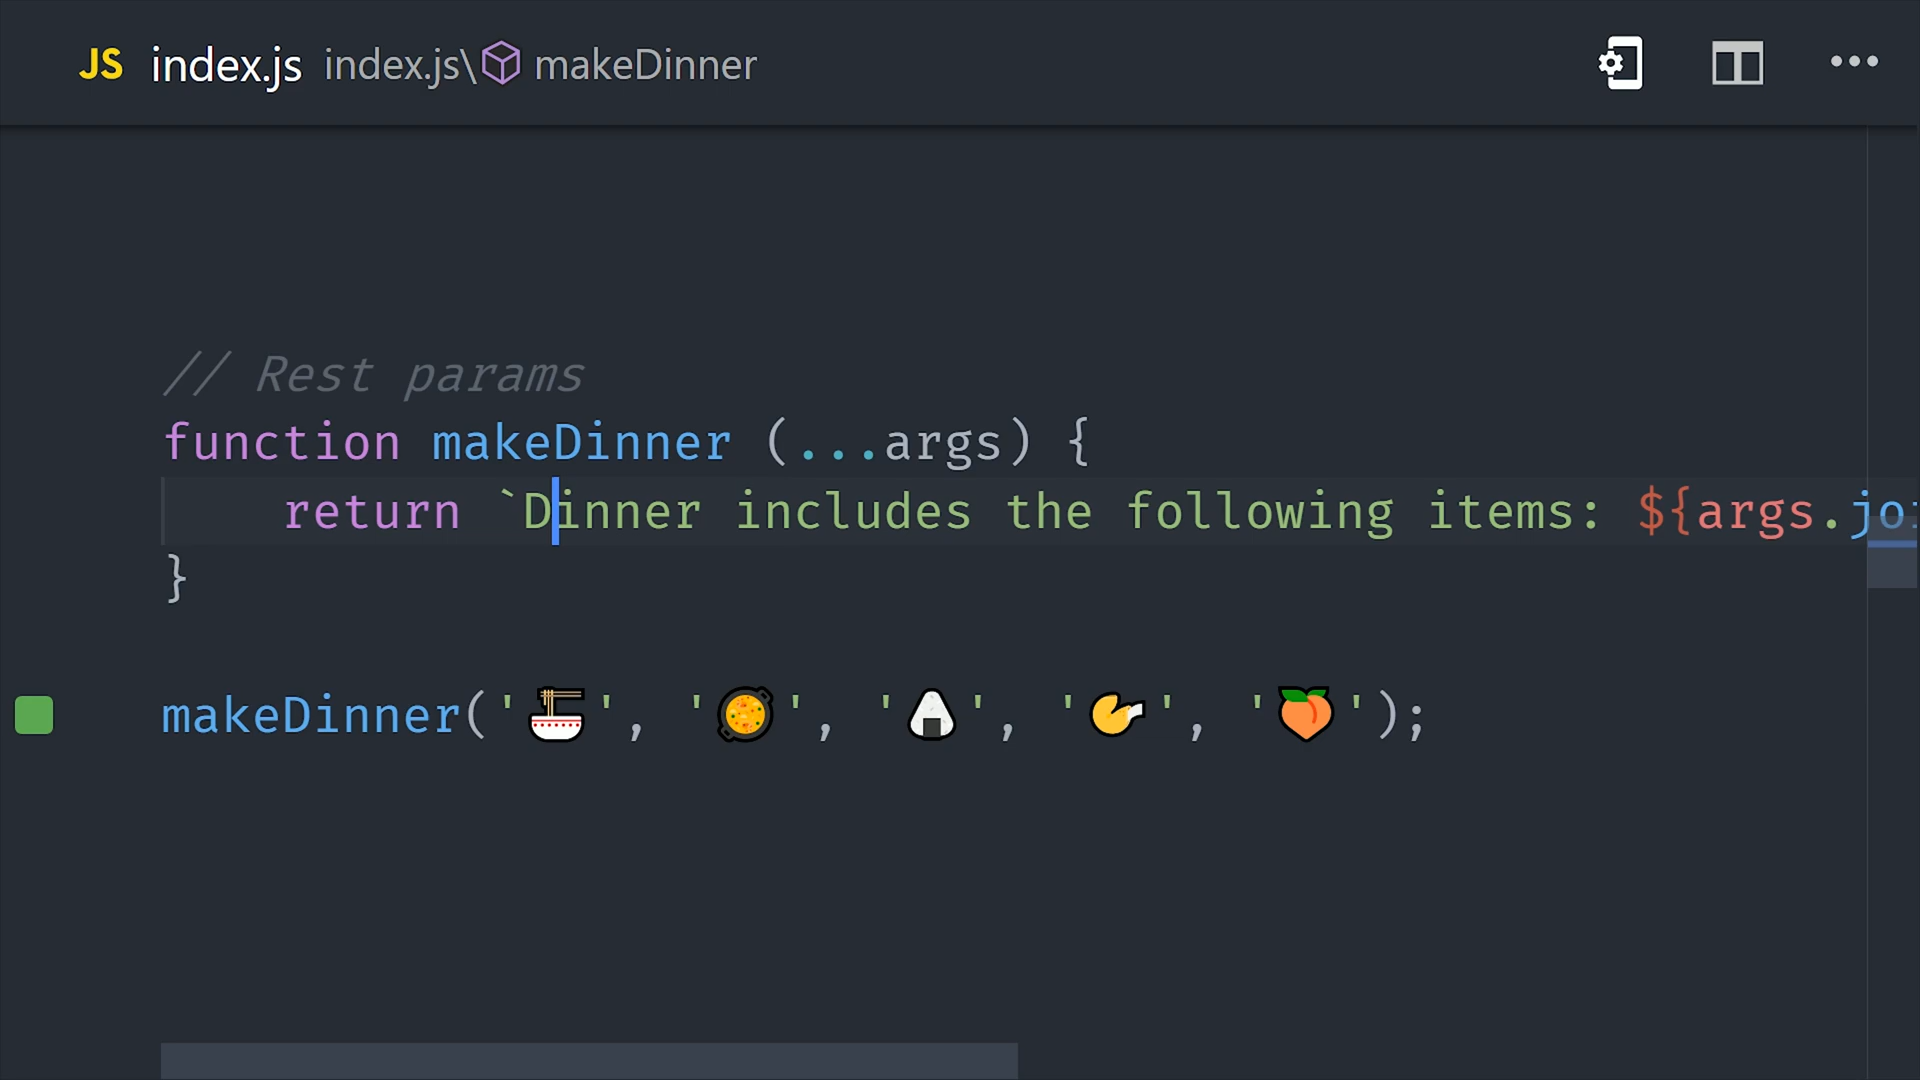 JS index.js index.js\ makeDinner
// Rest params
function makeDinner (...args) {
return `Dinner includes the following items: ${args.joi
}
makeDinner('🍜', '🥘', '🍙', '🥠', '🍑');